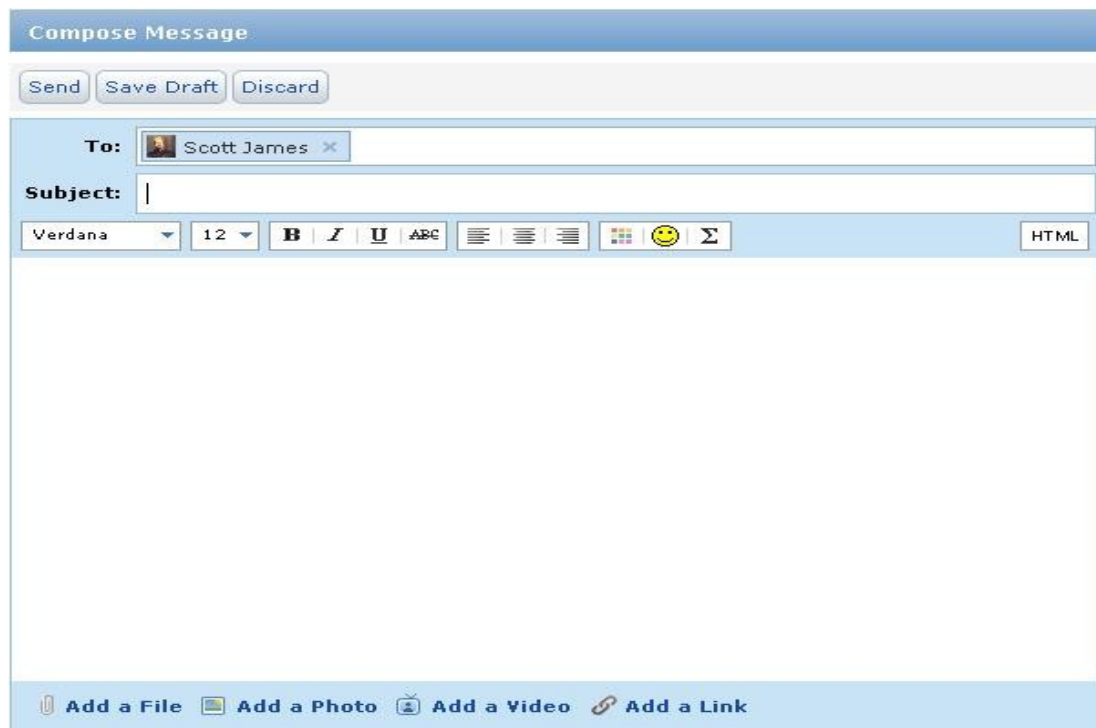 Compose Message
Send Save Draft Discard
To: Scott James ×
Subject:
Verdana 12 B I U ABC Σ HTML
Add a File Add a Photo Add a Video Add a Link